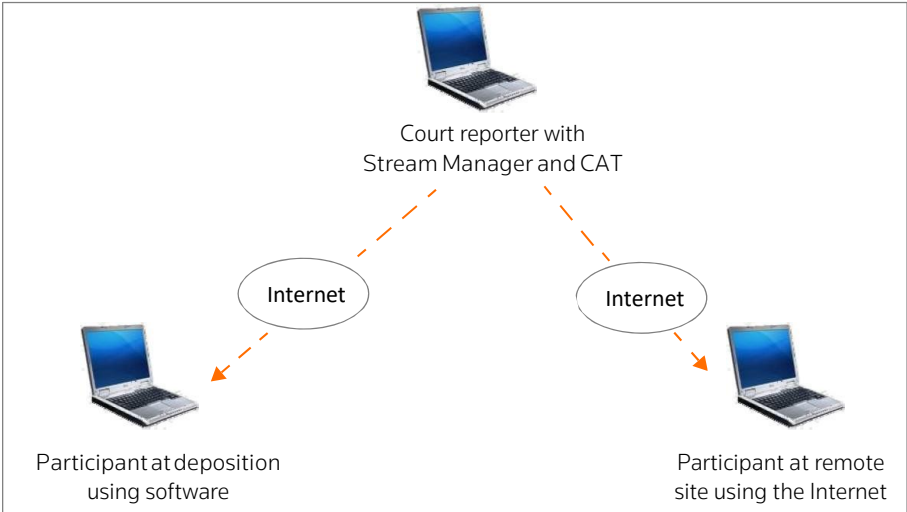 Court reporter with
Stream Manager and CAT
Internet
Internet
Participant at deposition
using software
Participant at remote
site using the Internet